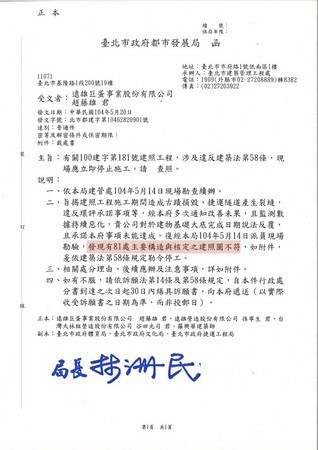 正 本
檔 號：
保存年限：
臺北市政府都市發展局 函
地址：臺北市市府路1號低南區1樓
承辦人：臺北市建築管理工程處
電話：1999(外縣市02-27208889)轉8382
傳真：(02)27203922
11071
臺北市基隆路1段200號19樓
受文者：遠雄巨蛋事業股份有限公司
趙藤雄 君
發文日期：中華民國104年5月20日
發文字號：北市都建字第10462820901號
速別：普通件
密等及解密條件或保密期限：
附件：裁處書
主旨：有關100建字第181號建照工程，涉及違反建築法第58條，現
場應立即停止施工，請 查照。
說明：
一、依本局建管處104年5月14日現場勘查續辦。
二、旨揭建照工程期間造成古蹟損毀、捷運隧道產生裂縫，
及違反環評承諾事項等，經本府多次通知改善未果，且監測數
據持續惡化，貴公司對於建物基礎大底完成日期說法反覆，
且承諾本府事項未能達成。復經本局104年5月14日派員現場
勘驗，發現有81處主要構造與核定之建照圖不符，如附件，
爰依建築法第58條規定勒令停工。
三、相關處分理由、後續應辦及注意事項，詳如附件。
四、如有不服，請依訴願法第14條及第58條規定，自本件行政處
分書到達之次日起30日內繕具訴願書，向本府遞送（以實際
收受訴願書之日期為準）提起訴願。
正本：遠雄巨蛋事業股份有限公司 趙藤雄 君、遠雄營造股份有限公司 孫寧生 君、台
灣大林組營造股份有限公司 谷田光司 君、羅興華建築師
副本：臺北市政府體育局、臺北市政府文化局、臺北市政府捷運工程局
局長 林洲民
第1頁 共1頁